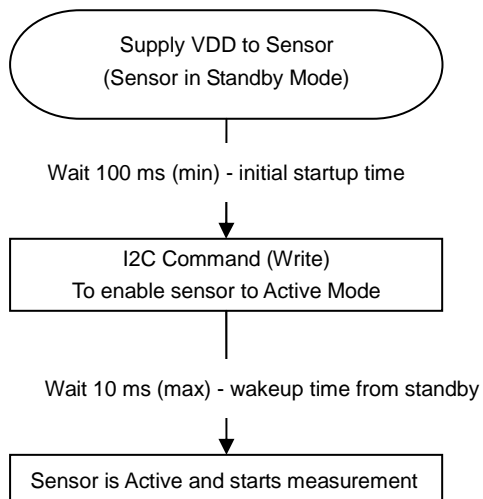 Supply VDD to Sensor
(Sensor in Standby Mode)
Wait 100 ms (min) - initial startup time
I2C Command (Write)
To enable sensor to Active Mode
Wait 10 ms (max) - wakeup time from standby
Sensor is Active and starts measurement